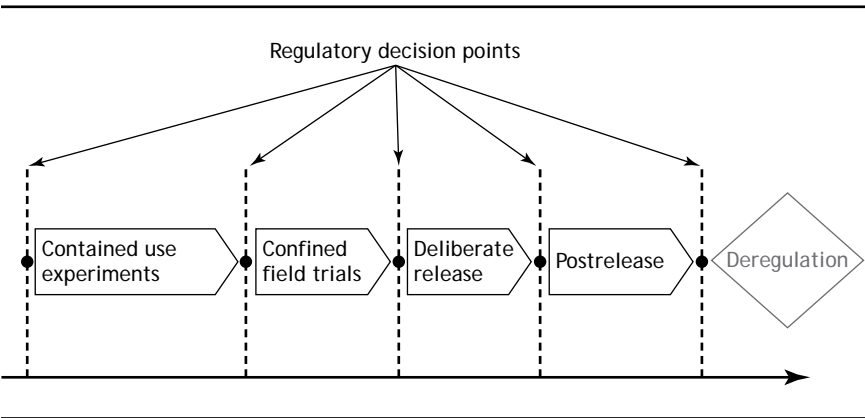 Regulatory decision points
Contained use
experiments
Confined
field trials
Deliberate
release
Postrelease
Deregulation